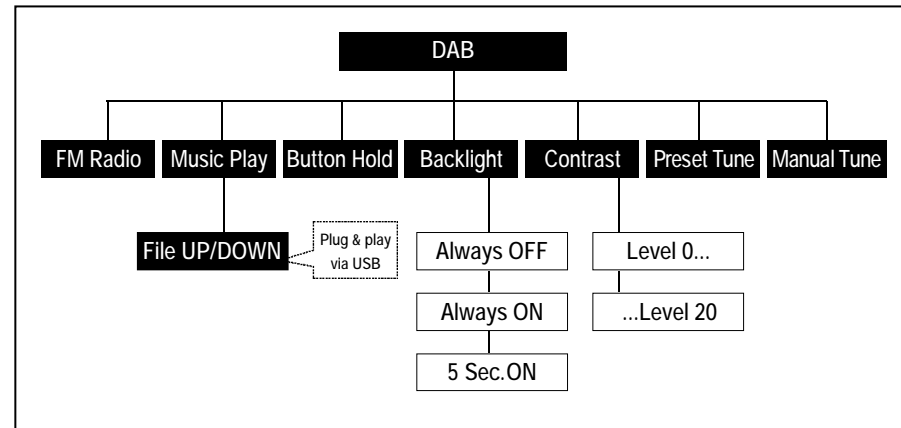 DAB
FM Radio
Music Play
Button Hold
Backlight
Contrast
Preset Tune
Manual Tune
File UP/DOWN
Plug & play
via USB
Always OFF
Always ON
5 Sec.ON
Level 0...
...Level 20